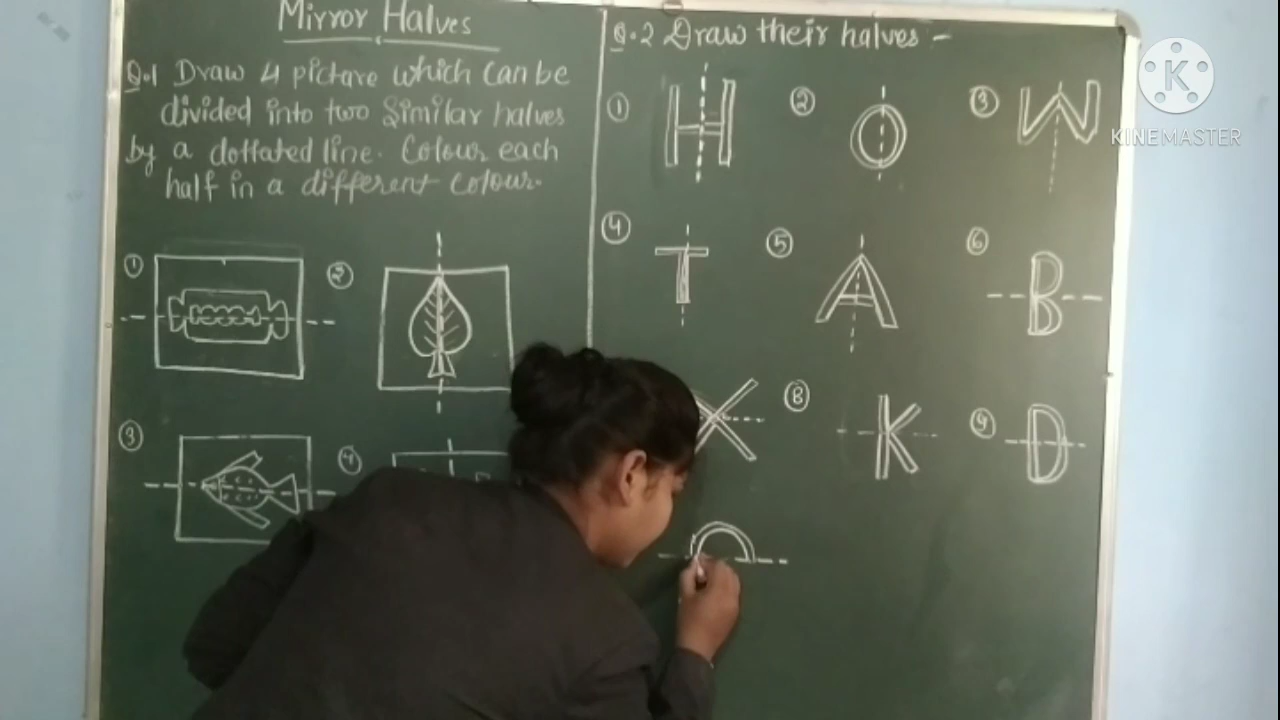 Mirror Halves
Q.1 Draw 4 picture which can be
divided into two Similar halves
by a dottated line. Colour each
half in a different colour.
① ②
③ ④
Q.2 Draw their halves -
① H ② O ③ W
④ T ⑤ A ⑥ B
X ⑧ K ⑨ D
K
KINEMASTER